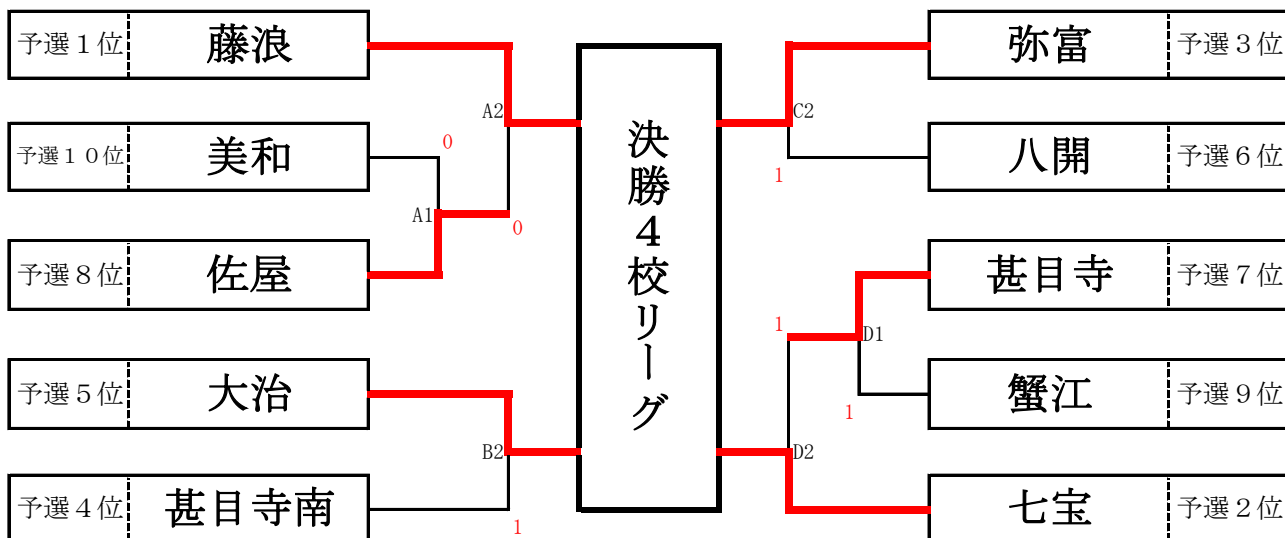 予選１位 藤浪
A2
予選１０位 美和
0
A1
0
予選８位 佐屋
予選５位 大治
B2
予選４位 甚目寺南
1
決勝４校リーグ
弥富 予選３位
C2
八開 予選６位
1
甚目寺 予選７位
1
D1
蟹江 予選９位
1
D2
七宝 予選２位